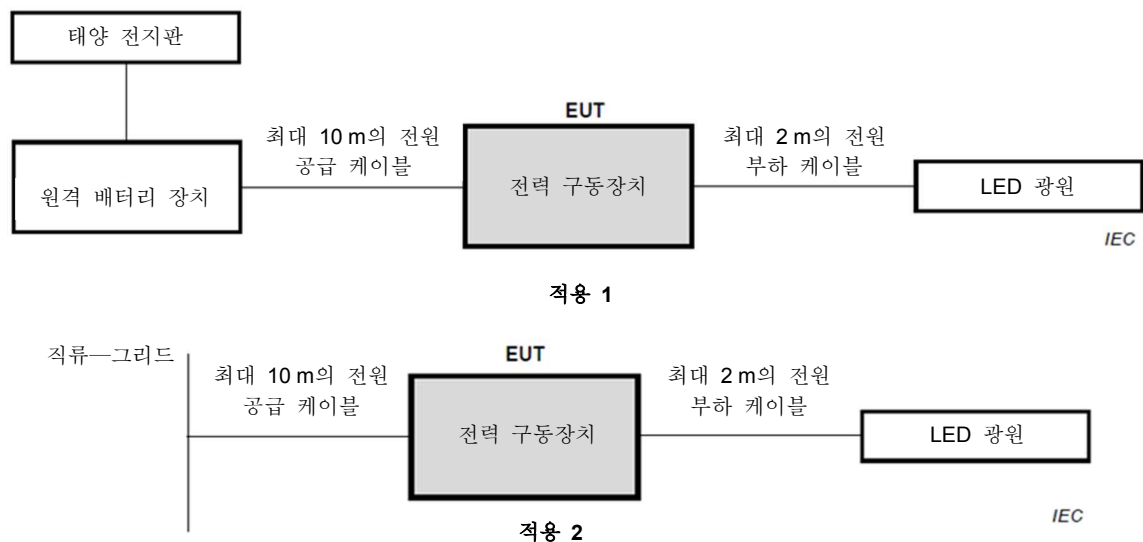 태양 전지판
EUT
최대 10 m의 전원
공급 케이블
최대 2 m의 전원
부하 케이블
원격 배터리 장치
전력 구동장치
LED 광원
IEC
적용 1
직류—그리드
EUT
최대 10 m의 전원
공급 케이블
최대 2 m의 전원
부하 케이블
전력 구동장치
LED 광원
IEC
적용 2